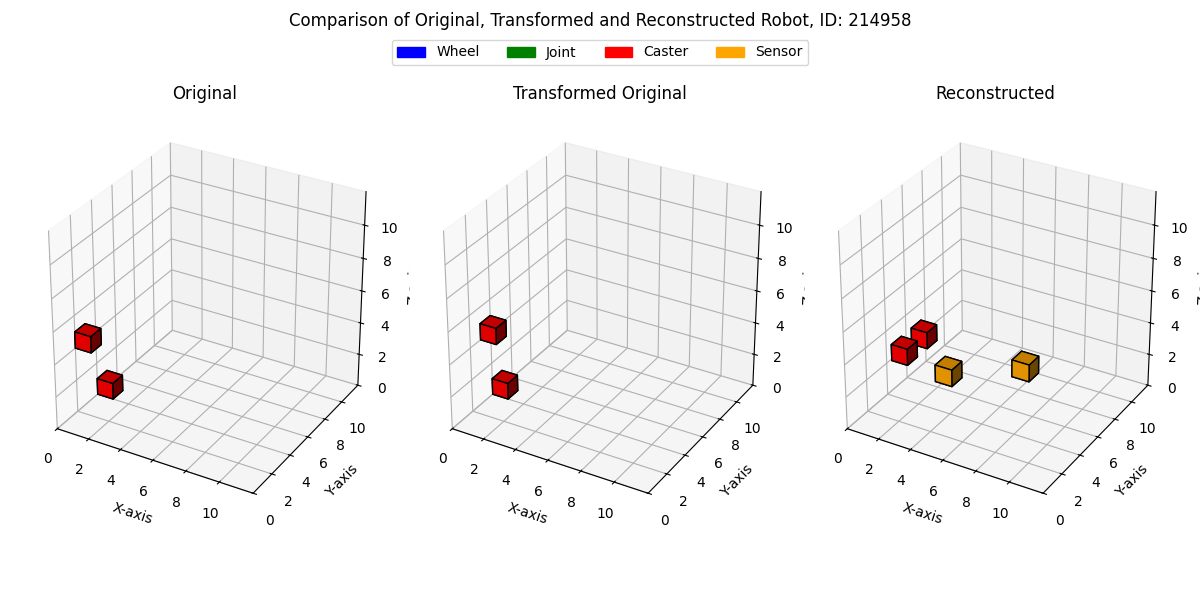 Comparison of Original, Transformed and Reconstructed Robot, ID: 214958
Wheel Joint Caster Sensor
Original Transformed Original Reconstructed
10 10 10
8 8 8
6 6 6
4 4 4
2 2 2
0 0 0
10 10 10
8 8 8
0 6 0 6 0 6
2 4 2 4 2 4
4 2 4 2 4 2
6 0 6 0 6 0
8 8 8
10 10 10
X-axis Y-axis X-axis Y-axis X-axis Y-axis